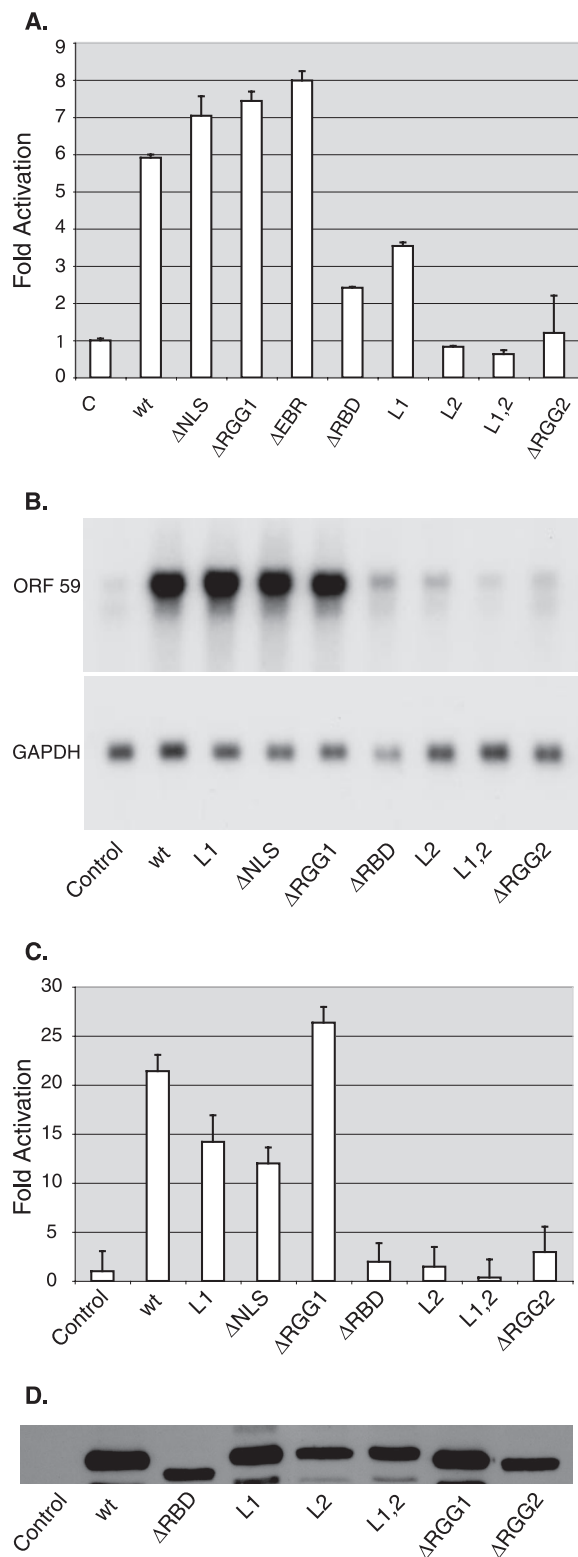 A.
Fold Activation
9
8
7
6
5
4
3
2
1
0
C wt ΔNLS ΔRGG1 ΔEBR ΔRBD L1 L2 L1,2 ΔRGG2
B.
ORF 59
GAPDH
Control wt L1 ΔNLS ΔRGG1 ΔRBD L2 L1,2 ΔRGG2
C.
Fold Activation
30
25
20
15
10
5
0
Control wt L1 ΔNLS ΔRGG1 ΔRBD L2 L1,2 ΔRGG2
D.
Control wt ΔRBD L1 L2 L1,2 ΔRGG1 ΔRGG2